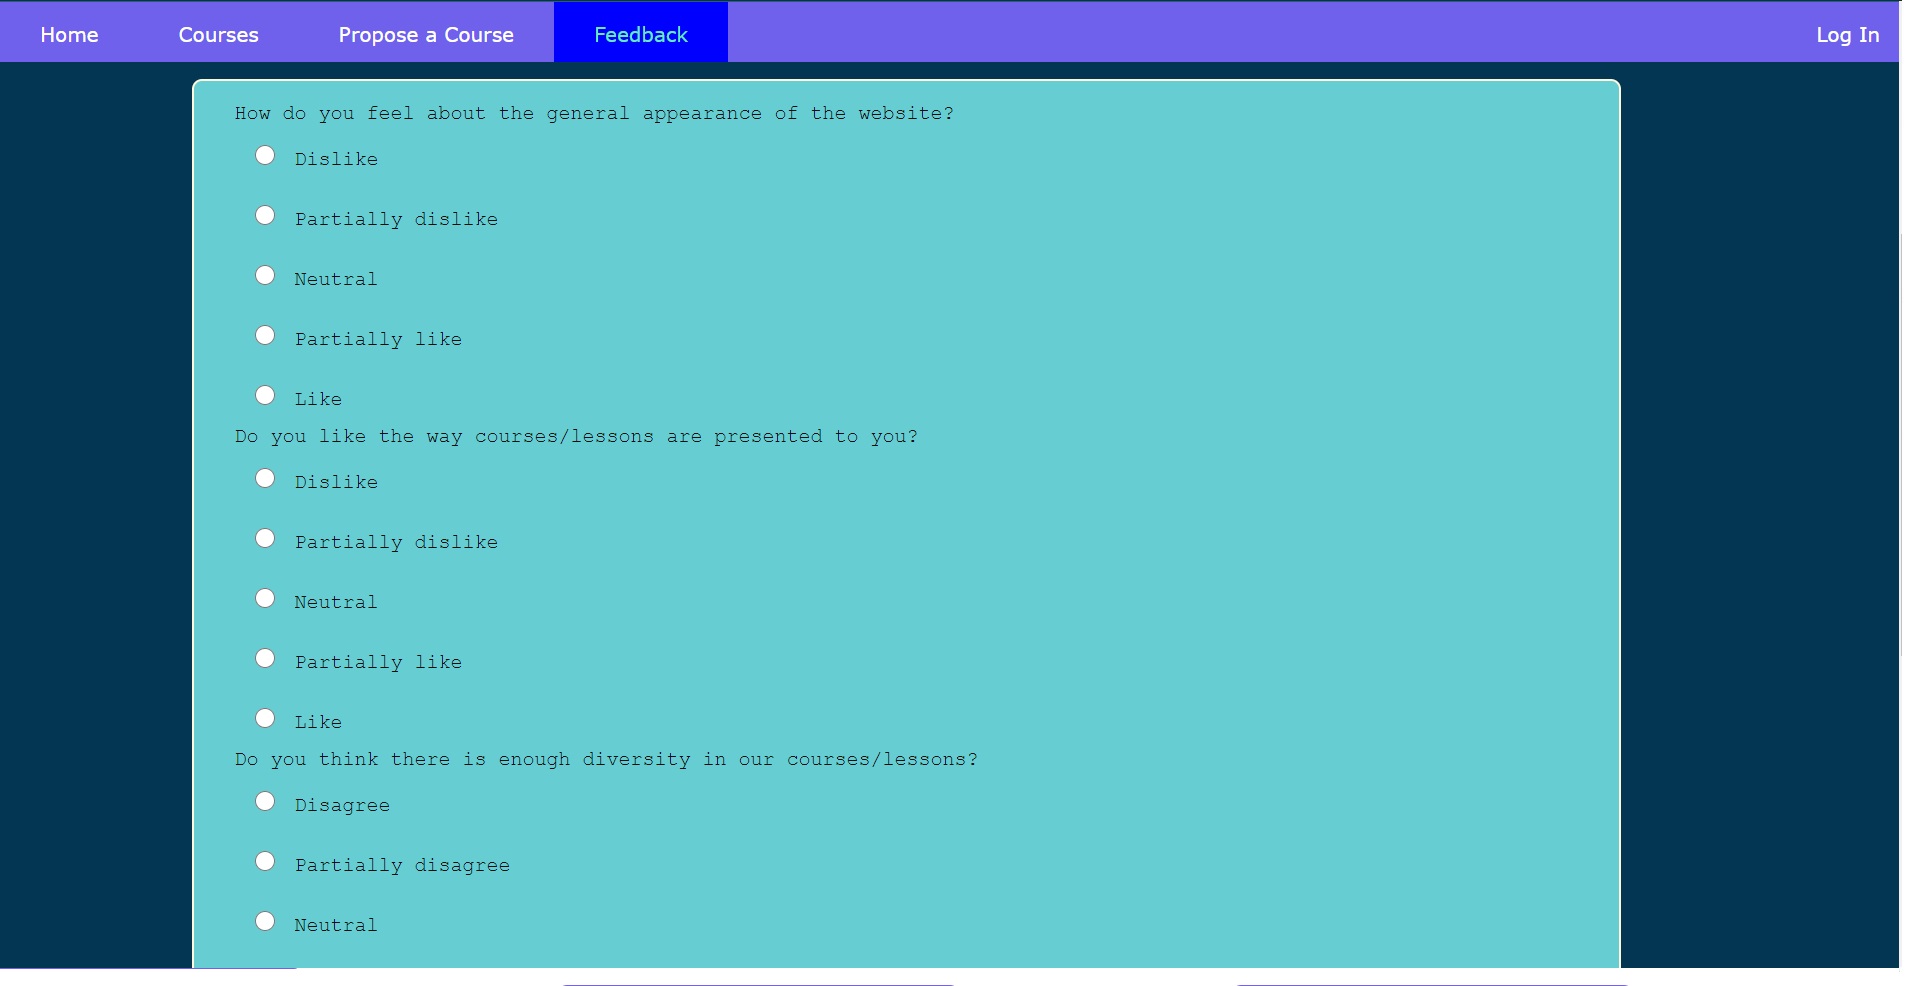 Home Courses Propose a Course Feedback Log In
How do you feel about the general appearance of the website?
Dislike
Partially dislike
Neutral
Partially like
Like
Do you like the way courses/lessons are presented to you?
Dislike
Partially dislike
Neutral
Partially like
Like
Do you think there is enough diversity in our courses/lessons?
Disagree
Partially disagree
Neutral